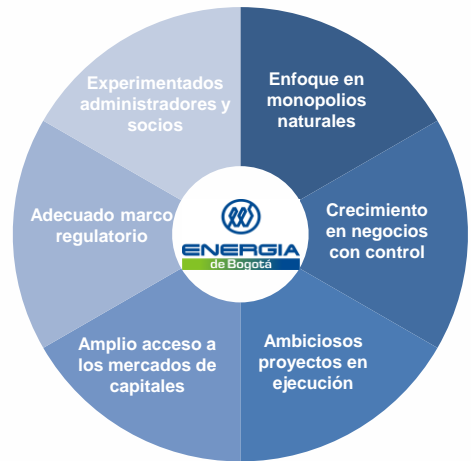 Experimentados
administradores y
socios
Enfoque en
monopolios
naturales
Adecuado marco
regulatorio
ENERGIA
de Bogotá
Crecimiento
en negocios
con control
Amplio acceso a
los mercados de
capitales
Ambiciosos
proyectos en
ejecución